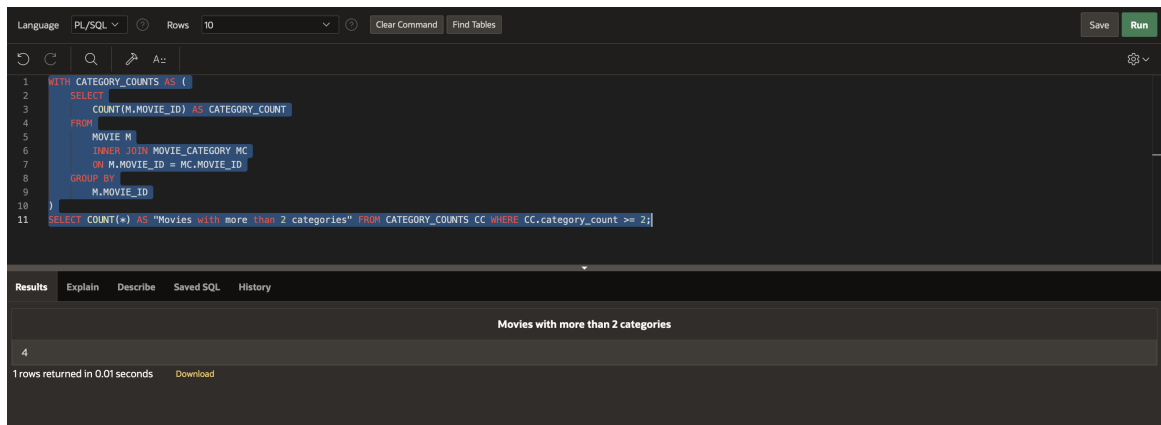 Language PL/SQL Rows 10 Clear Command Find Tables Save Run
1 WITH CATEGORY_COUNTS AS (
2 SELECT
3 COUNT(M.MOVIE_ID) AS CATEGORY_COUNT
4 FROM
5 MOVIE M
6 INNER JOIN MOVIE_CATEGORY MC
7 ON M.MOVIE_ID = MC.MOVIE_ID
8 GROUP BY
9 M.MOVIE_ID
10 )
11 SELECT COUNT(*) AS "Movies with more than 2 categories" FROM CATEGORY_COUNTS CC WHERE CC.category_count >= 2;
Results Explain Describe Saved SQL History
Movies with more than 2 categories
4
1 rows returned in 0.01 seconds Download